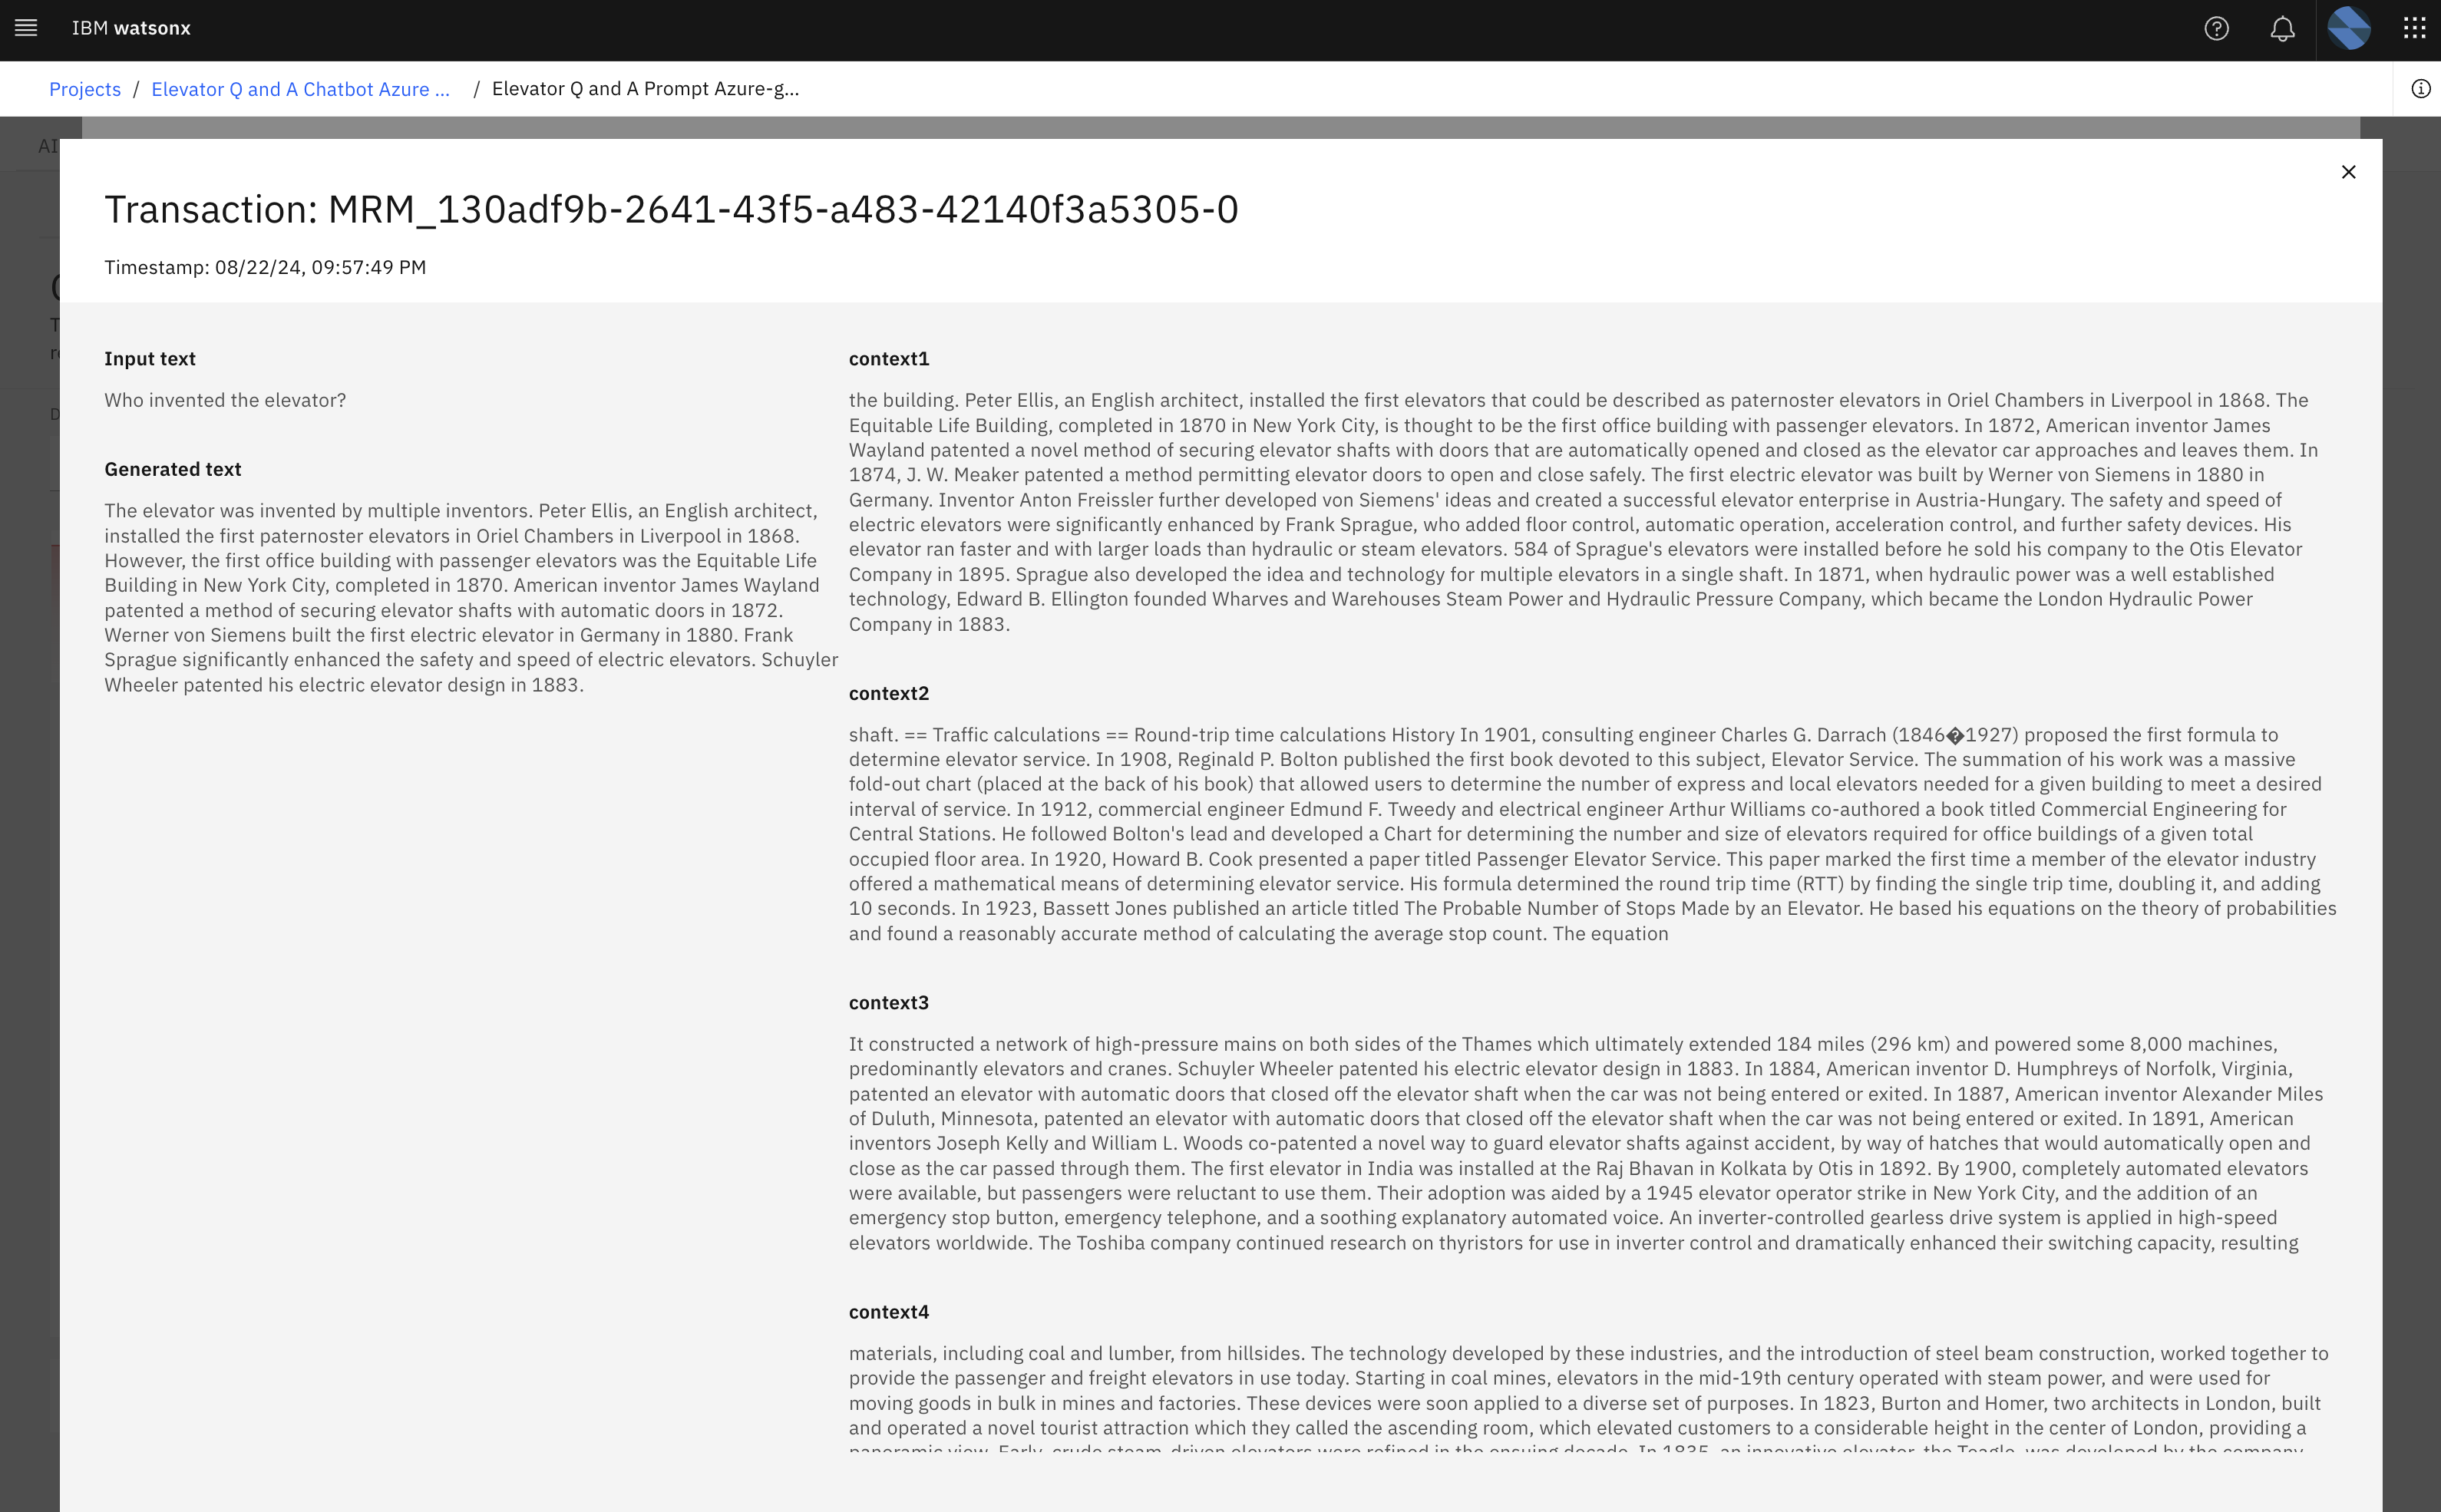 IBM watsonx
Projects / Elevator Q and A Chatbot Azure ... / Elevator Q and A Prompt Azure-g...
AI
Transaction: MRM_130adf9b-2641-43f5-a483-42140f3a5305-0
Timestamp: 08/22/24, 09:57:49 PM
Input text
Who invented the elevator?
Generated text
The elevator was invented by multiple inventors. Peter Ellis, an English architect,
installed the first paternoster elevators in Oriel Chambers in Liverpool in 1868.
However, the first office building with passenger elevators was the Equitable Life
Building in New York City, completed in 1870. American inventor James Wayland
patented a method of securing elevator shafts with automatic doors in 1872.
Werner von Siemens built the first electric elevator in Germany in 1880. Frank
Sprague significantly enhanced the safety and speed of electric elevators. Schuyler
Wheeler patented his electric elevator design in 1883.
context1
the building. Peter Ellis, an English architect, installed the first elevators that could be described as paternoster elevators in Oriel Chambers in Liverpool in 1868. The
Equitable Life Building, completed in 1870 in New York City, is thought to be the first office building with passenger elevators. In 1872, American inventor James
Wayland patented a novel method of securing elevator shafts with doors that are automatically opened and closed as the elevator car approaches and leaves them. In
1874, J. W. Meaker patented a method permitting elevator doors to open and close safely. The first electric elevator was built by Werner von Siemens in 1880 in
Germany. Inventor Anton Freissler further developed von Siemens' ideas and created a successful elevator enterprise in Austria-Hungary. The safety and speed of
electric elevators were significantly enhanced by Frank Sprague, who added floor control, automatic operation, acceleration control, and further safety devices. His
elevator ran faster and with larger loads than hydraulic or steam elevators. 584 of Sprague's elevators were installed before he sold his company to the Otis Elevator
Company in 1895. Sprague also developed the idea and technology for multiple elevators in a single shaft. In 1871, when hydraulic power was a well established
technology, Edward B. Ellington founded Wharves and Warehouses Steam Power and Hydraulic Pressure Company, which became the London Hydraulic Power
Company in 1883.
context2
shaft. == Traffic calculations == Round-trip time calculations History In 1901, consulting engineer Charles G. Darrach (1846�1927) proposed the first formula to
determine elevator service. In 1908, Reginald P. Bolton published the first book devoted to this subject, Elevator Service. The summation of his work was a massive
fold-out chart (placed at the back of his book) that allowed users to determine the number of express and local elevators needed for a given building to meet a desired
interval of service. In 1912, commercial engineer Edmund F. Tweedy and electrical engineer Arthur Williams co-authored a book titled Commercial Engineering for
Central Stations. He followed Bolton's lead and developed a Chart for determining the number and size of elevators required for office buildings of a given total
occupied floor area. In 1920, Howard B. Cook presented a paper titled Passenger Elevator Service. This paper marked the first time a member of the elevator industry
offered a mathematical means of determining elevator service. His formula determined the round trip time (RTT) by finding the single trip time, doubling it, and adding
10 seconds. In 1923, Bassett Jones published an article titled The Probable Number of Stops Made by an Elevator. He based his equations on the theory of probabilities
and found a reasonably accurate method of calculating the average stop count. The equation
context3
It constructed a network of high-pressure mains on both sides of the Thames which ultimately extended 184 miles (296 km) and powered some 8,000 machines,
predominantly elevators and cranes. Schuyler Wheeler patented his electric elevator design in 1883. In 1884, American inventor D. Humphreys of Norfolk, Virginia,
patented an elevator with automatic doors that closed off the elevator shaft when the car was not being entered or exited. In 1887, American inventor Alexander Miles
of Duluth, Minnesota, patented an elevator with automatic doors that closed off the elevator shaft when the car was not being entered or exited. In 1891, American
inventors Joseph Kelly and William L. Woods co-patented a novel way to guard elevator shafts against accident, by way of hatches that would automatically open and
close as the car passed through them. The first elevator in India was installed at the Raj Bhavan in Kolkata by Otis in 1892. By 1900, completely automated elevators
were available, but passengers were reluctant to use them. Their adoption was aided by a 1945 elevator operator strike in New York City, and the addition of an
emergency stop button, emergency telephone, and a soothing explanatory automated voice. An inverter-controlled gearless drive system is applied in high-speed
elevators worldwide. The Toshiba company continued research on thyristors for use in inverter control and dramatically enhanced their switching capacity, resulting
context4
materials, including coal and lumber, from hillsides. The technology developed by these industries, and the introduction of steel beam construction, worked together to
provide the passenger and freight elevators in use today. Starting in coal mines, elevators in the mid-19th century operated with steam power, and were used for
moving goods in bulk in mines and factories. These devices were soon applied to a diverse set of purposes. In 1823, Burton and Homer, two architects in London, built
and operated a novel tourist attraction which they called the ascending room, which elevated customers to a considerable height in the center of London, providing a
panoramic view. Early, crude steam-driven elevators were refined in the ensuing decade. In 1835, an innovative elevator, the Teagle, was developed by the company